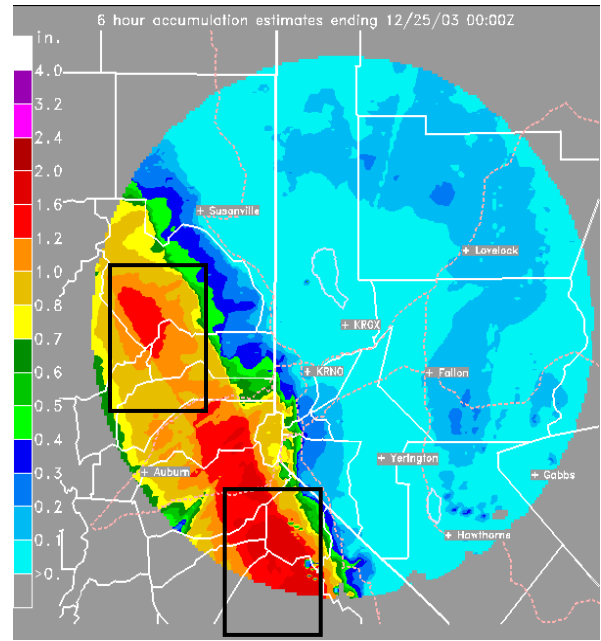 6 hour accumulation estimates ending 12/25/03 00:00Z
in.
4.0
3.2
2.4
2.0
1.6
1.2
1.0
0.8
0.7
0.6
0.5
0.4
0.3
0.2
0.1
>0.
+ Susanville
+ Lovelock
+ KRGX
+ KRNO
+ Fallon
+ Yerington
+ Auburn
+ Gabbs
+ Hawthorne